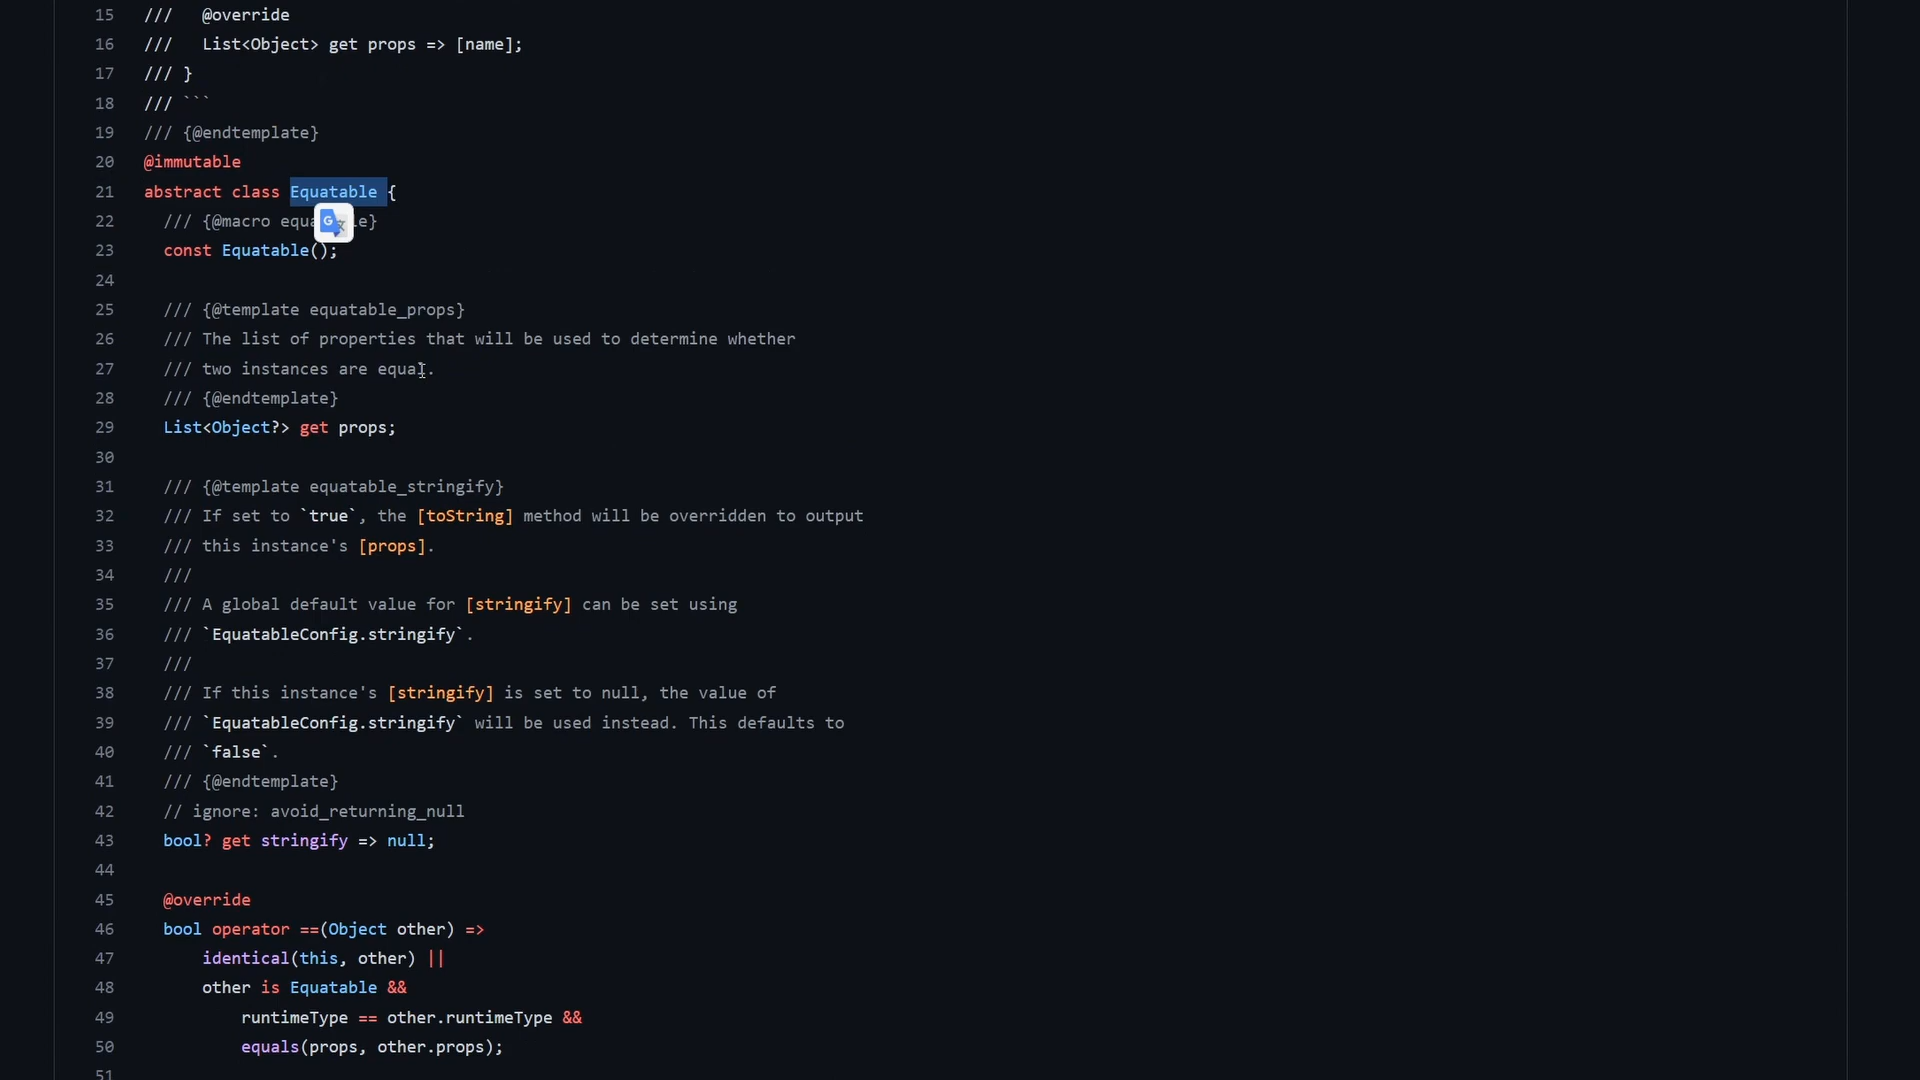 15 ///   @override
16 ///   List<Object> get props => [name];
17 /// }
18 /// ```
19 /// {@endtemplate}
20 @immutable
21 abstract class Equatable {
22   /// {@macro equa le}
23   const Equatable();
24
25   /// {@template equatable_props}
26   /// The list of properties that will be used to determine whether
27   /// two instances are equal.
28   /// {@endtemplate}
29   List<Object?> get props;
30
31   /// {@template equatable_stringify}
32   /// If set to `true`, the [toString] method will be overridden to output
33   /// this instance's [props].
34   ///
35   /// A global default value for [stringify] can be set using
36   /// `EquatableConfig.stringify`.
37   ///
38   /// If this instance's [stringify] is set to null, the value of
39   /// `EquatableConfig.stringify` will be used instead. This defaults to
40   /// `false`.
41   /// {@endtemplate}
42   // ignore: avoid_returning_null
43   bool? get stringify => null;
44
45   @override
46   bool operator ==(Object other) =>
47       identical(this, other) ||
48       other is Equatable &&
49           runtimeType == other.runtimeType &&
50           equals(props, other.props);
51